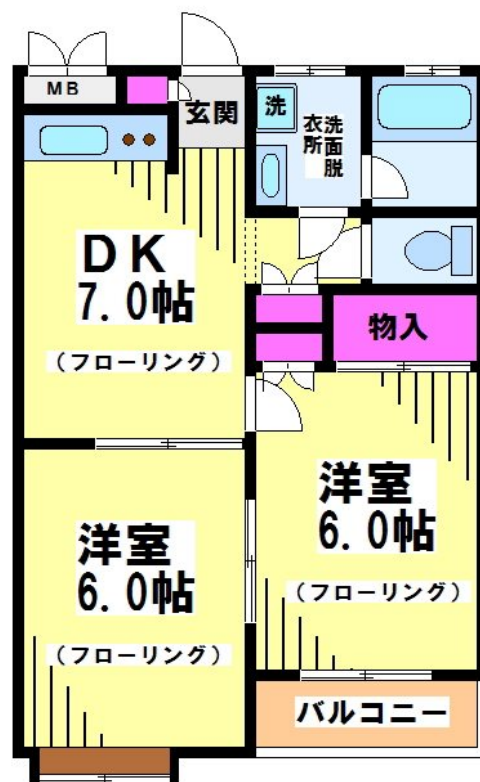 MB
玄関
洗
洗面脱
衣所
DK
7.0帖
(フローリング)
物入
洋室
6.0帖
(フローリング)
洋室
6.0帖
(フローリング)
バルコニー